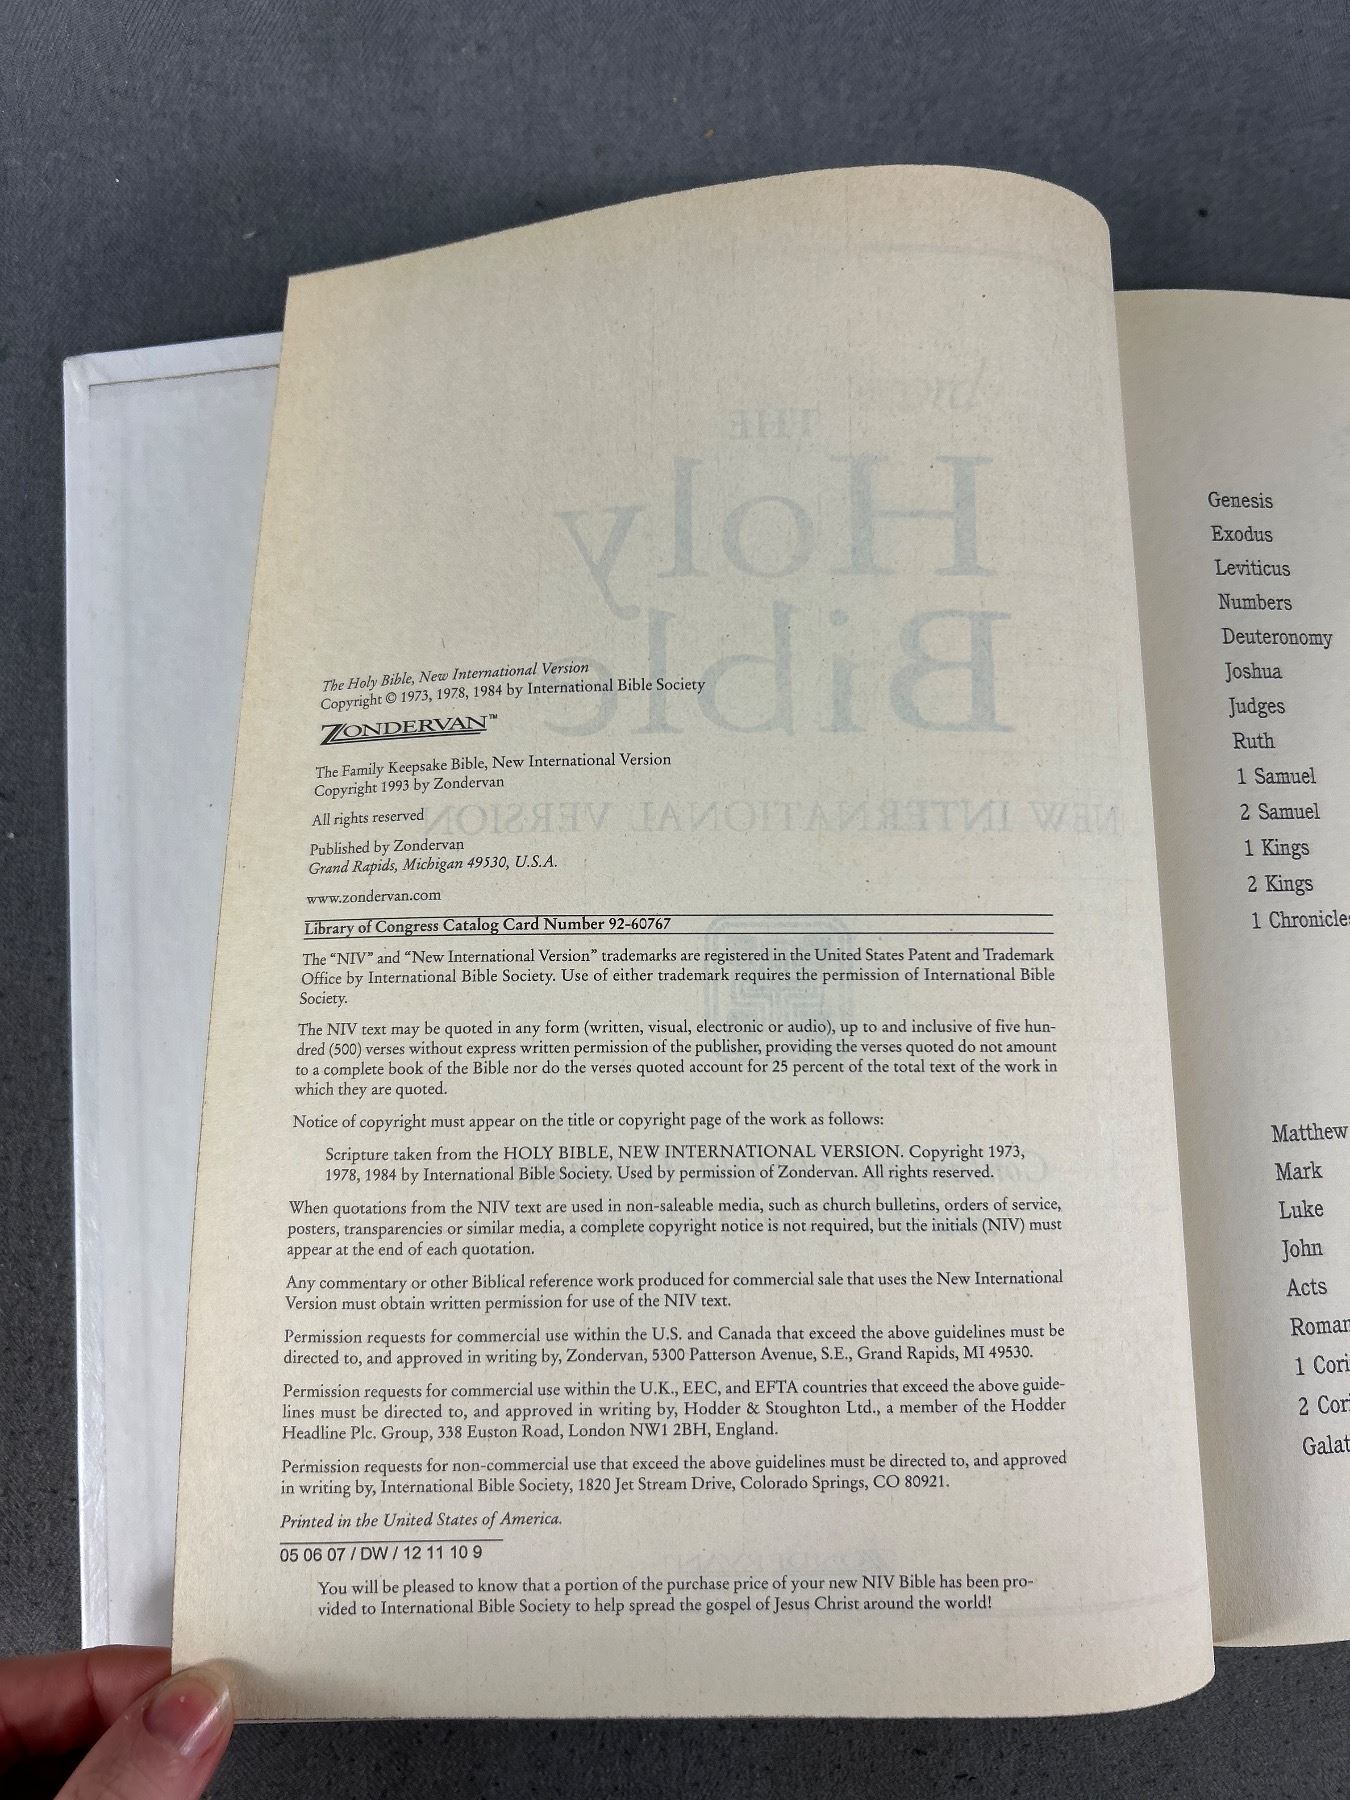 The Holy Bible, New International Version
Copyright © 1973, 1978, 1984 by International Bible Society
ZONDERVAN™
The Family Keepsake Bible, New International Version
Copyright 1993 by Zondervan
All rights reserved
Published by Zondervan
Grand Rapids, Michigan 49530, U.S.A.
www.zondervan.com
Library of Congress Catalog Card Number 92-60767
The “NIV” and “New International Version” trademarks are registered in the United States Patent and Trademark
Office by International Bible Society. Use of either trademark requires the permission of International Bible
Society.
The NIV text may be quoted in any form (written, visual, electronic or audio), up to and inclusive of five hun-
dred (500) verses without express written permission of the publisher, providing the verses quoted do not amount
to a complete book of the Bible nor do the verses quoted account for 25 percent of the total text of the work in
which they are quoted.
Notice of copyright must appear on the title or copyright page of the work as follows:
Scripture taken from the HOLY BIBLE, NEW INTERNATIONAL VERSION. Copyright 1973,
1978, 1984 by International Bible Society. Used by permission of Zondervan. All rights reserved.
When quotations from the NIV text are used in non-saleable media, such as church bulletins, orders of service,
posters, transparencies or similar media, a complete copyright notice is not required, but the initials (NIV) must
appear at the end of each quotation.
Any commentary or other Biblical reference work produced for commercial sale that uses the New International
Version must obtain written permission for use of the NIV text.
Permission requests for commercial use within the U.S. and Canada that exceed the above guidelines must be
directed to, and approved in writing by, Zondervan, 5300 Patterson Avenue, S.E., Grand Rapids, MI 49530.
Permission requests for commercial use within the U.K., EEC, and EFTA countries that exceed the above guide-
lines must be directed to, and approved in writing by, Hodder & Stoughton Ltd., a member of the Hodder
Headline Plc. Group, 338 Euston Road, London NW1 2BH, England.
Permission requests for non-commercial use that exceed the above guidelines must be directed to, and approved
in writing by, International Bible Society, 1820 Jet Stream Drive, Colorado Springs, CO 80921.
Printed in the United States of America.
05 06 07 / DW / 12 11 10 9
You will be pleased to know that a portion of the purchase price of your new NIV Bible has been pro-
vided to International Bible Society to help spread the gospel of Jesus Christ around the world!
THE
Holy
Bible
NEW INTERNATIONAL VERSION
Genesis
Exodus
Leviticus
Numbers
Deuteronomy
Joshua
Judges
Ruth
1 Samuel
2 Samuel
1 Kings
2 Kings
1 Chronicles
Matthew
Mark
Luke
John
Acts
Roman
1 Cori
2 Cor
Galat